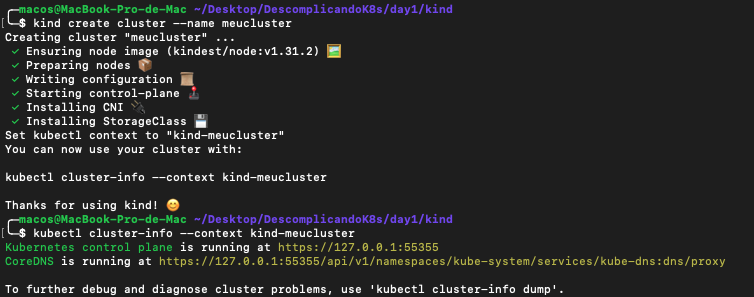 ╭─macos@MacBook-Pro-de-Mac ~/Desktop/DescomplicandoK8s/day1/kind
╰─$ kind create cluster --name meucluster
Creating cluster "meucluster" ...
✓ Ensuring node image (kindest/node:v1.31.2) 🖼
✓ Preparing nodes 📦
✓ Writing configuration 📜
✓ Starting control-plane 🕹️
✓ Installing CNI 🔌
✓ Installing StorageClass 💾
Set kubectl context to "kind-meucluster"
You can now use your cluster with:
kubectl cluster-info --context kind-meucluster
Thanks for using kind! 😊
╭─macos@MacBook-Pro-de-Mac ~/Desktop/DescomplicandoK8s/day1/kind
╰─$ kubectl cluster-info --context kind-meucluster
Kubernetes control plane is running at https://127.0.0.1:55355
CoreDNS is running at https://127.0.0.1:55355/api/v1/namespaces/kube-system/services/kube-dns:dns/proxy
To further debug and diagnose cluster problems, use 'kubectl cluster-info dump'.